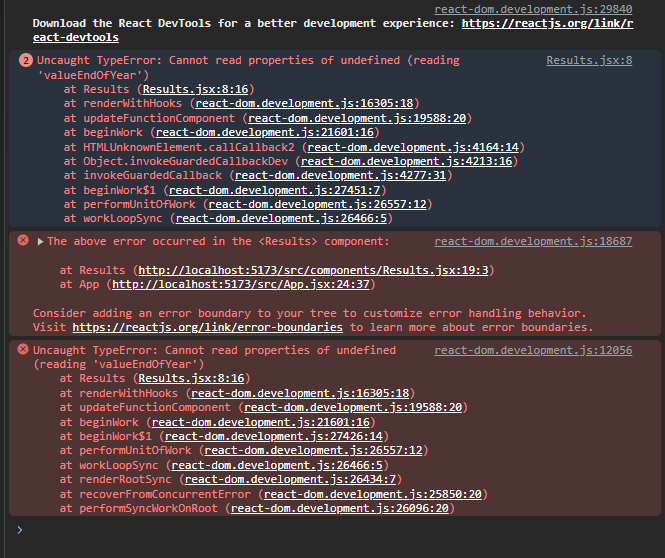 react-dom.development.js:29840
Download the React DevTools for a better development experience: https://reactjs.org/link/r
eact-devtools
2 Uncaught TypeError: Cannot read properties of undefined (reading Results.jsx:8
'valueEndOfYear')
at Results (Results.jsx:8:16)
at renderWithHooks (react-dom.development.js:16305:18)
at updateFunctionComponent (react-dom.development.js:19588:20)
at beginWork (react-dom.development.js:21601:16)
at HTMLUnknownElement.callCallback2 (react-dom.development.js:4164:14)
at Object.invokeGuardedCallbackDev (react-dom.development.js:4213:16)
at invokeGuardedCallback (react-dom.development.js:4277:31)
at beginWork$1 (react-dom.development.js:27451:7)
at performUnitOfWork (react-dom.development.js:26557:12)
at workLoopSync (react-dom.development.js:26466:5)
The above error occurred in the <Results> component: react-dom.development.js:18687
at Results (http://localhost:5173/src/components/Results.jsx:19:3)
at App (http://localhost:5173/src/App.jsx:24:37)
Consider adding an error boundary to your tree to customize error handling behavior.
Visit https://reactjs.org/link/error-boundaries to learn more about error boundaries.
Uncaught TypeError: Cannot read properties of undefined react-dom.development.js:12056
(reading 'valueEndOfYear')
at Results (Results.jsx:8:16)
at renderWithHooks (react-dom.development.js:16305:18)
at updateFunctionComponent (react-dom.development.js:19588:20)
at beginWork (react-dom.development.js:21601:16)
at beginWork$1 (react-dom.development.js:27426:14)
at performUnitOfWork (react-dom.development.js:26557:12)
at workLoopSync (react-dom.development.js:26466:5)
at renderRootSync (react-dom.development.js:26434:7)
at recoverFromConcurrentError (react-dom.development.js:25850:20)
at performSyncWorkOnRoot (react-dom.development.js:26096:20)